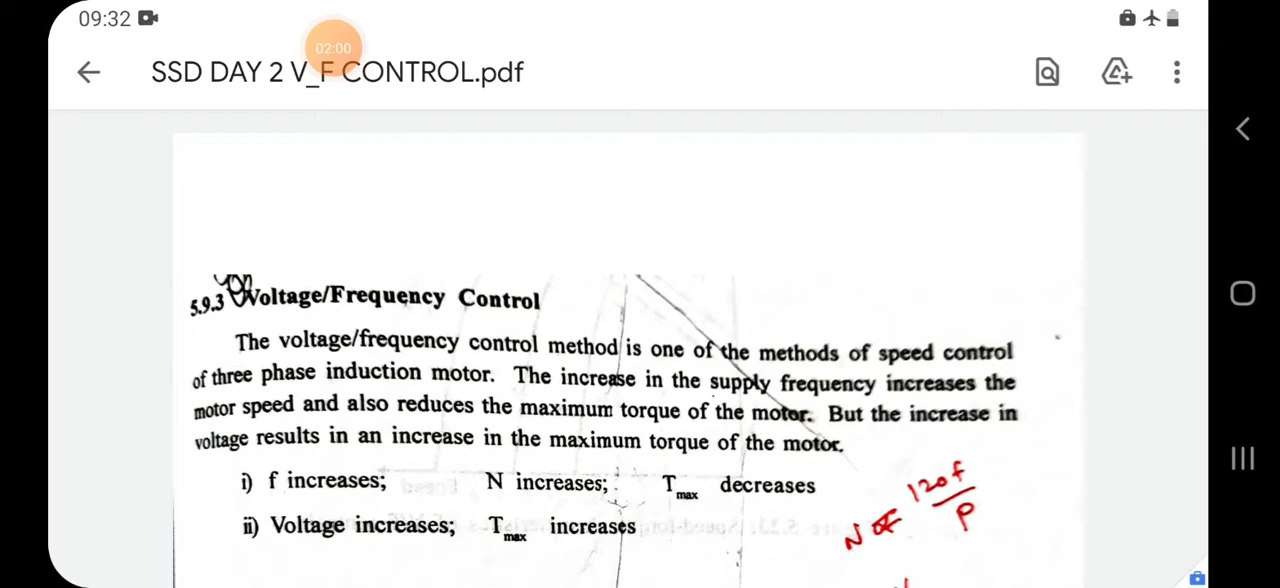 09:32
02:00
SSD DAY 2 V_F CONTROL.pdf
5.9.3 Voltage/Frequency Control
The voltage/frequency control method is one of the methods of speed control
of three phase induction motor. The increase in the supply frequency increases the
motor speed and also reduces the maximum torque of the motor. But the increase in
voltage results in an increase in the maximum torque of the motor.
i) f increases; N increases; Tmax decreases
ii) Voltage increases; Tmax increases
N ∝ 120f/P